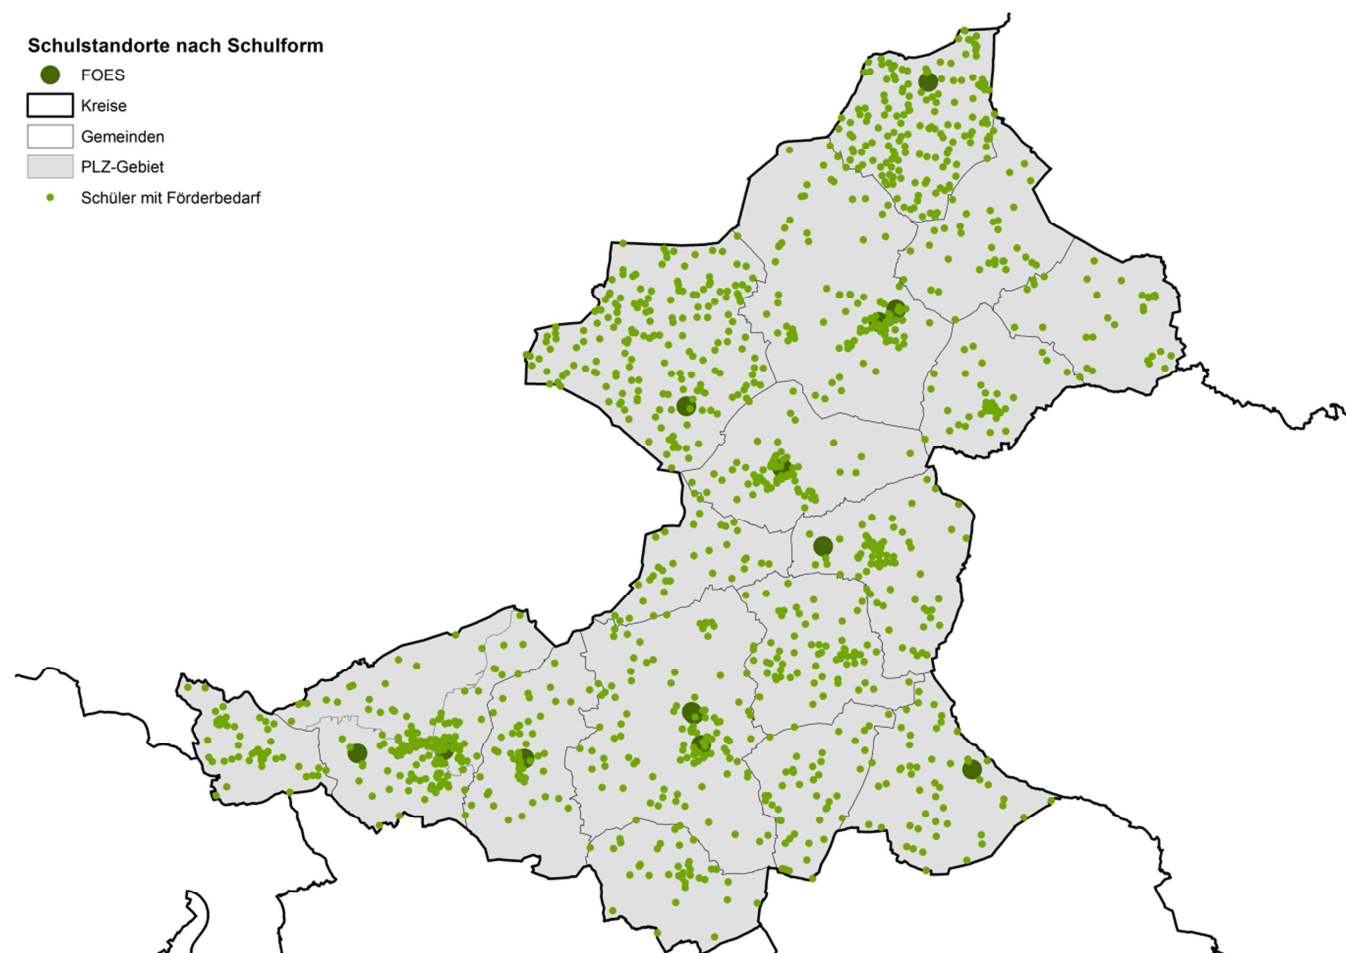 Schulstandorte nach Schulform
FOES
Kreise
Gemeinden
PLZ-Gebiet
Schüler mit Förderbedarf